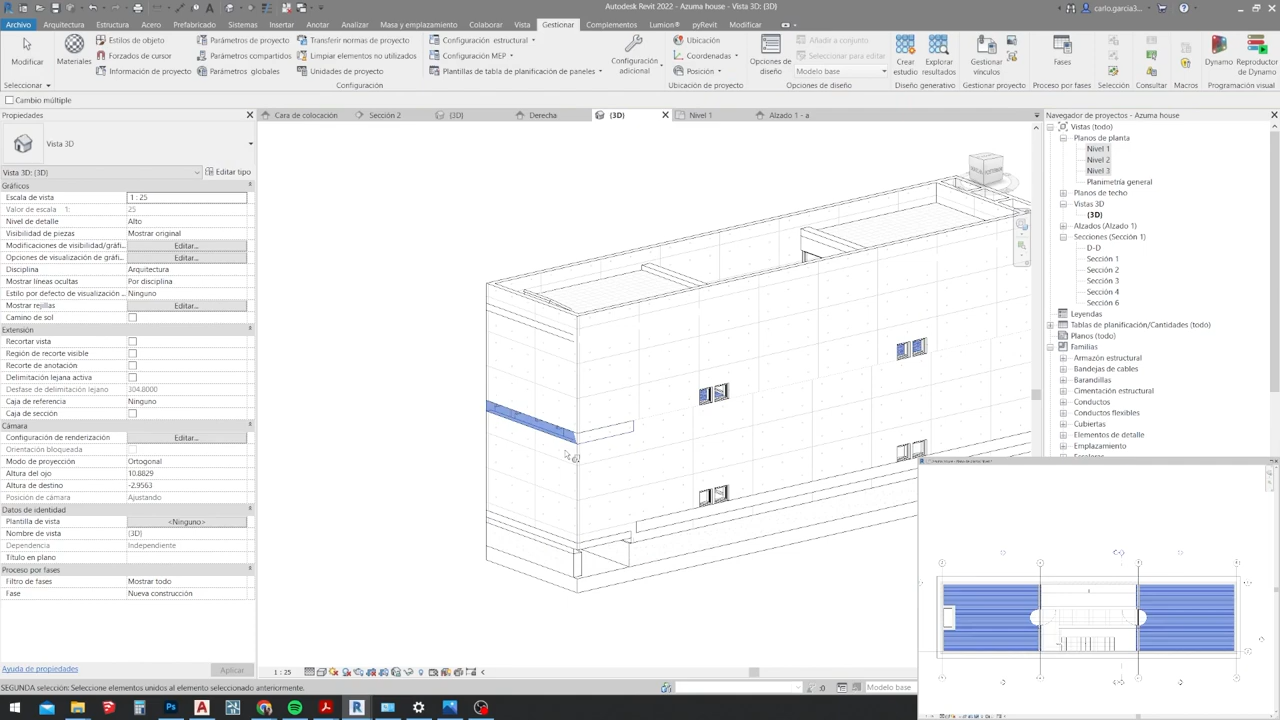 Autodesk Revit 2022 - Azuma house - Vista 3D: (3D)
carlo.garcia3...
Archivo Arquitectura Estructura Acero Prefabricado Sistemas Insertar Anotar Analizar Masa y emplazamiento Colaborar Vista Gestionar Complementos Lumion® pyRevit Modificar
Modificar
Materiales
Estilos de objeto
Forzados de cursor
Información de proyecto
Parámetros de proyecto
Parámetros compartidos
Parámetros globales
Transferir normas de proyecto
Limpiar elementos no utilizados
Unidades de proyecto
Configuración estructural
Configuración MEP
Plantillas de tabla de planificación de paneles
Configuración adicional
Ubicación
Coordenadas
Posición
Opciones de diseño
Añadir a conjunto
Seleccionar para editar
Modelo base
Crear estudio
Explorar resultados
Gestionar vínculos
Fases
Dynamo
Reproductor de Dynamo
Seleccionar
Configuración
Ubicación de proyecto
Opciones de diseño
Diseño generativo
Gestionar proyecto
Proceso por fases
Selección
Consultar
Macros
Programación visual
Cambio múltiple
Propiedades
Vista 3D
Vista 3D: (3D)
Editar tipo
Gráficos
Escala de vista 1 : 25
Valor de escala 1: 25
Nivel de detalle Alto
Visibilidad de piezas Mostrar original
Modificaciones de visibilidad/gráfi... Editar...
Opciones de visualización de gráfi... Editar...
Disciplina Arquitectura
Mostrar líneas ocultas Por disciplina
Estilo por defecto de visualización ... Ninguno
Mostrar rejillas Editar...
Camino de sol
Extensión
Recortar vista
Región de recorte visible
Recorte de anotación
Delimitación lejana activa
Desfase de delimitación lejano 304.8000
Caja de referencia Ninguno
Caja de sección
Cámara
Configuración de renderización Editar...
Orientación bloqueada
Modo de proyección Ortogonal
Altura del ojo 10.8829
Altura de destino -2.9563
Posición de cámara Ajustando
Datos de identidad
Plantilla de vista <Ninguno>
Nombre de vista (3D)
Dependencia Independiente
Título en plano
Proceso por fases
Filtro de fases Mostrar todo
Fase Nueva construcción
Ayuda de propiedades
Aplicar
Cara de colocación Sección 2 (3D) Derecha (3D) Nivel 1 Alzado 1 - a
Navegador de proyectos - Azuma house
Vistas (todo)
Planos de planta
Nivel 1
Nivel 2
Nivel 3
Planimetría general
Planos de techo
Vistas 3D
(3D)
Alzados (Alzado 1)
Secciones (Sección 1)
D-D
Sección 1
Sección 2
Sección 3
Sección 4
Sección 6
Leyendas
Tablas de planificación/Cantidades (todo)
Planos (todo)
Familias
Armazón estructural
Bandejas de cables
Barandillas
Cimentación estructural
Conductos
Conductos flexibles
Cubiertas
Elementos de detalle
Emplazamiento
1 : 25
SEGUNDA selección: Seleccione elementos unidos al elemento seleccionado anteriormente.
:0
Modelo base